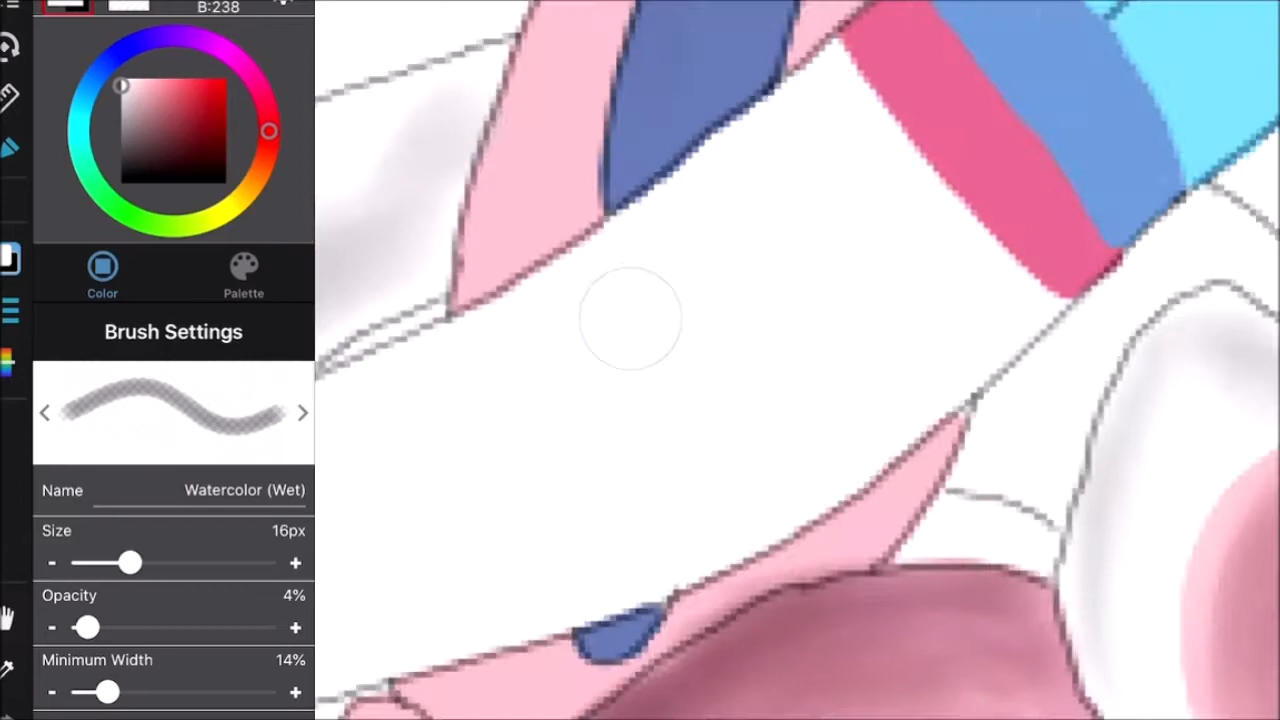 B:238
Color
Palette
Brush Settings
Name Watercolor (Wet)
Size 16px
- +
Opacity 4%
- +
Minimum Width 14%
- +